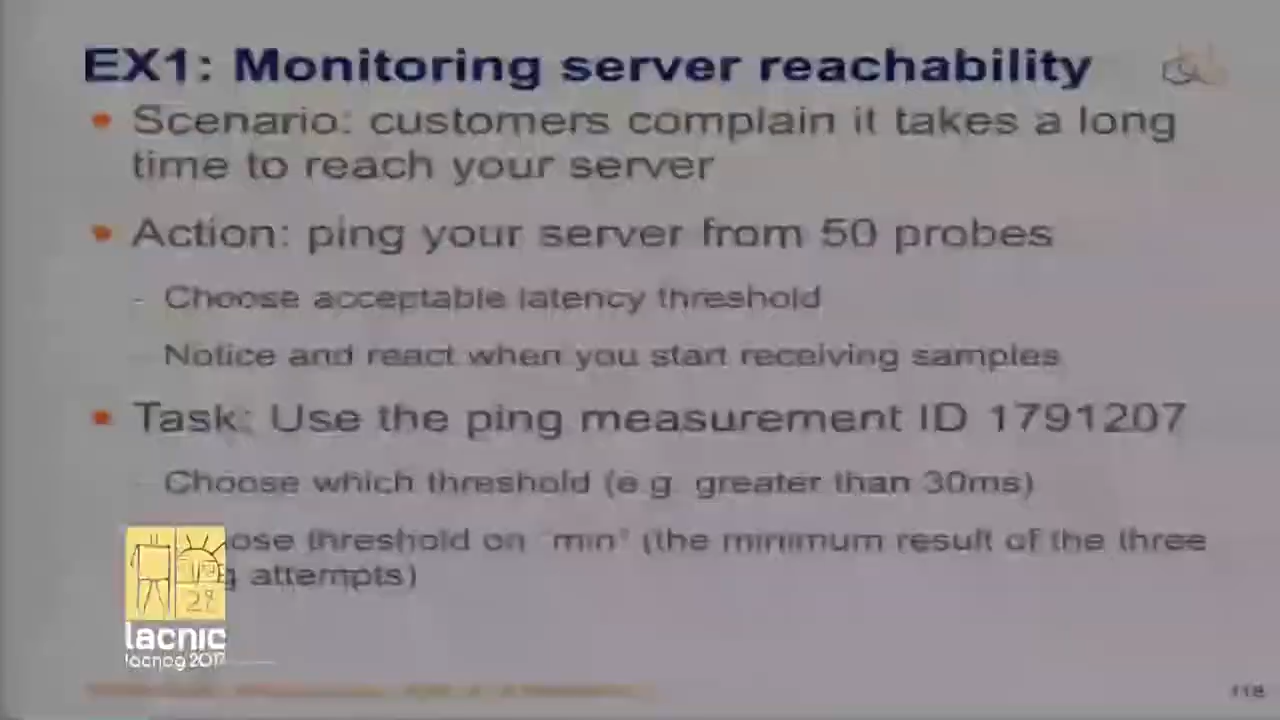 EX1: Monitoring server reachability
• Scenario: customers complain it takes a long
time to reach your server
• Action: ping your server from 50 probes
- Choose acceptable latency threshold
- Notice and react when you start receiving samples
• Task: Use the ping measurement ID 1791207
- Choose which threshold (e.g. greater than 30ms)
ose threshold on "min" (the minimum result of the three
g attempts)
28
lacnic
lacnog 2017
118